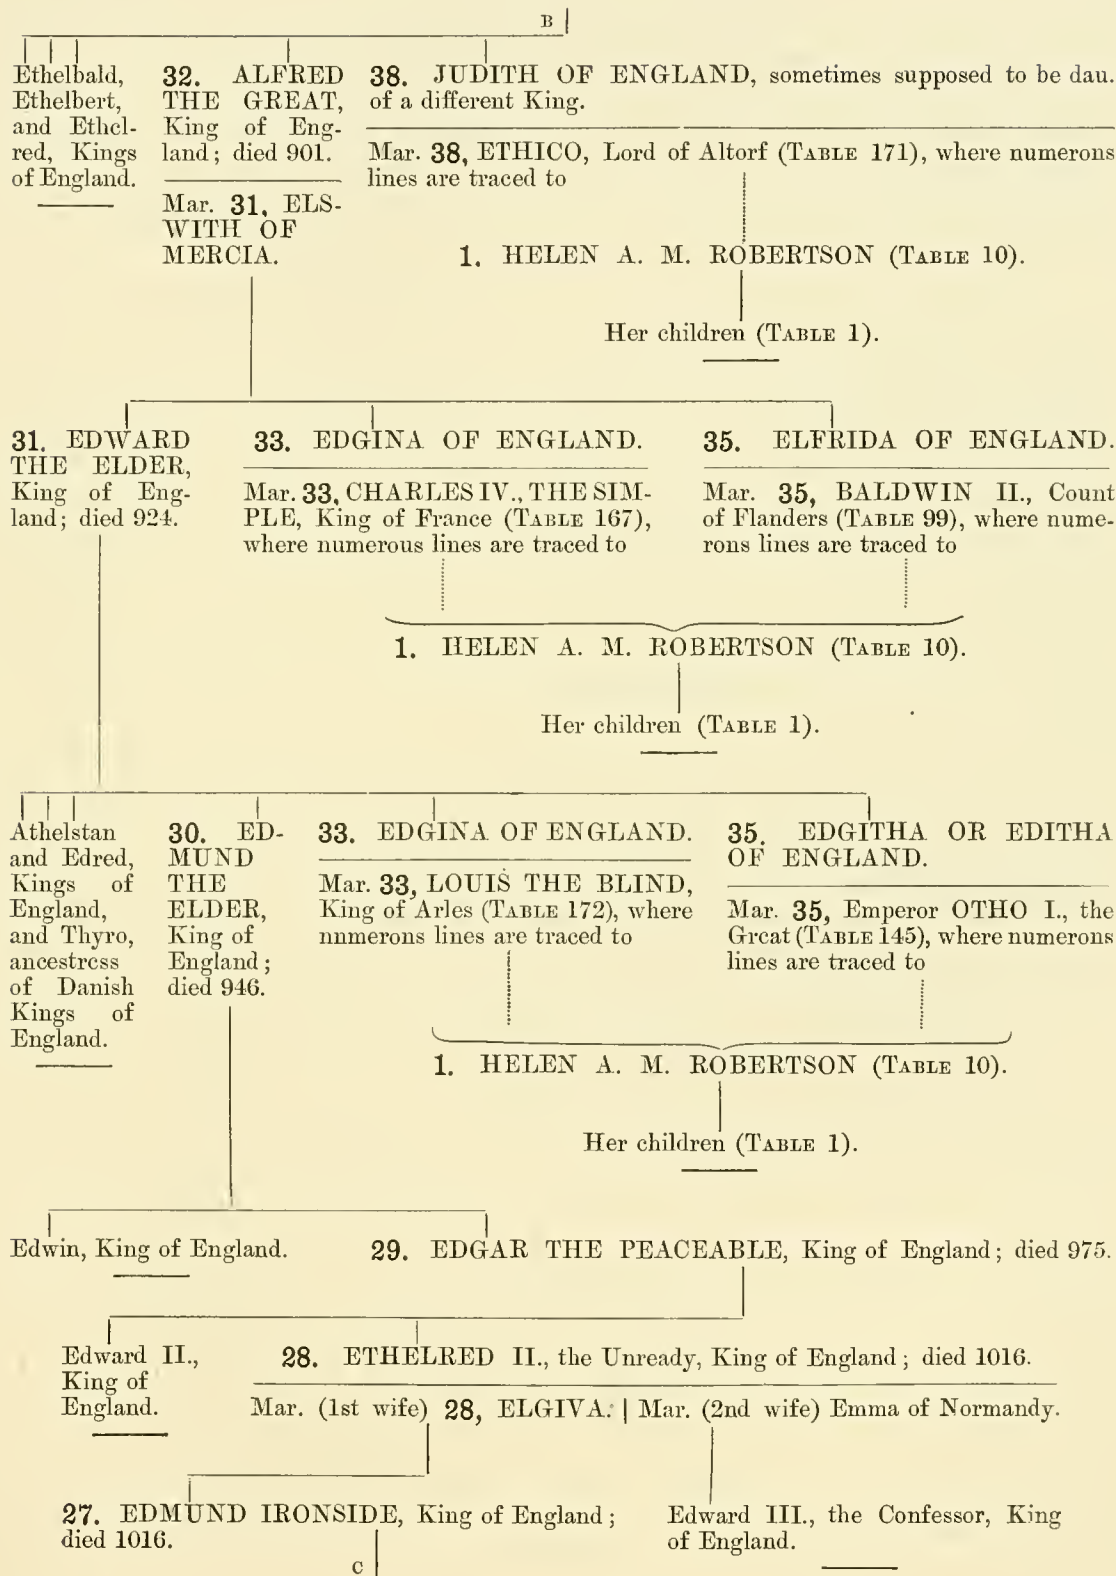 B
Ethelbald,
Ethelbert,
and Ethel-
red, Kings
of England.
32. ALFRED
THE GREAT,
King of Eng-
land; died 901.
Mar. 31, ELS-
WITH OF
MERCIA.
38. JUDITH OF ENGLAND, sometimes supposed to be dau.
of a different King.
Mar. 38, ETHICO, Lord of Altorf (TABLE 171), where numerons
lines are traced to
1. HELEN A. M. ROBERTSON (TABLE 10).
Her children (TABLE 1).
31. EDWARD
THE ELDER,
King of Eng-
land; died 924.
33. EDGINA OF ENGLAND.
Mar. 33, CHARLES IV., THE SIM-
PLE, King of France (TABLE 167),
where numerous lines are traced to
35. ELFRIDA OF ENGLAND.
Mar. 35, BALDWIN II., Count
of Flanders (TABLE 99), where nume-
rons lines are traced to
1. HELEN A. M. ROBERTSON (TABLE 10).
Her children (TABLE 1).
Athelstan
and Edred,
Kings of
England,
and Thyro,
ancestress
of Danish
Kings of
England.
30. ED-
MUND
THE
ELDER,
King of
England;
died 946.
33. EDGINA OF ENGLAND.
Mar. 33, LOUIS THE BLIND,
King of Arles (TABLE 172), where
numerons lines are traced to
35. EDGITHA OR EDITHA
OF ENGLAND.
Mar. 35, Emperor OTHO I., the
Great (TABLE 145), where numerons
lines are traced to
1. HELEN A. M. ROBERTSON (TABLE 10).
Her children (TABLE 1).
Edwin, King of England.
29. EDGAR THE PEACEABLE, King of England; died 975.
Edward II.,
King of
England.
28. ETHELRED II., the Unready, King of England; died 1016.
Mar. (1st wife) 28, ELGIVA. | Mar. (2nd wife) Emma of Normandy.
27. EDMUND IRONSIDE, King of England;
died 1016.
Edward III., the Confessor, King
of England.
C